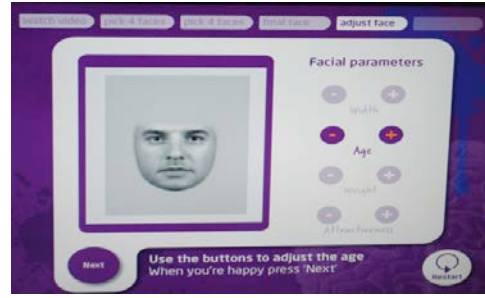 watch video
pick 4 faces
pick 4 faces
final face
adjust face
Facial parameters
- +
Width
- +
Age
- +
Weight
- +
Attractiveness
Next
Use the buttons to adjust the age
When you're happy press 'Next'
Restart